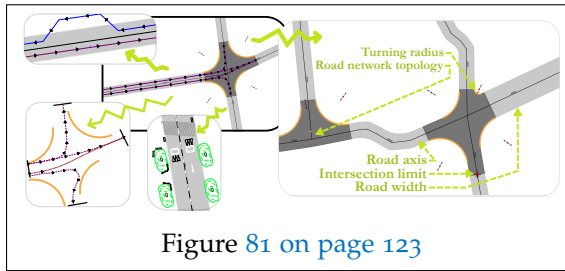 Turning radius
Road network topology
Road axis
Intersection limit
Road width
Figure 81 on page 123